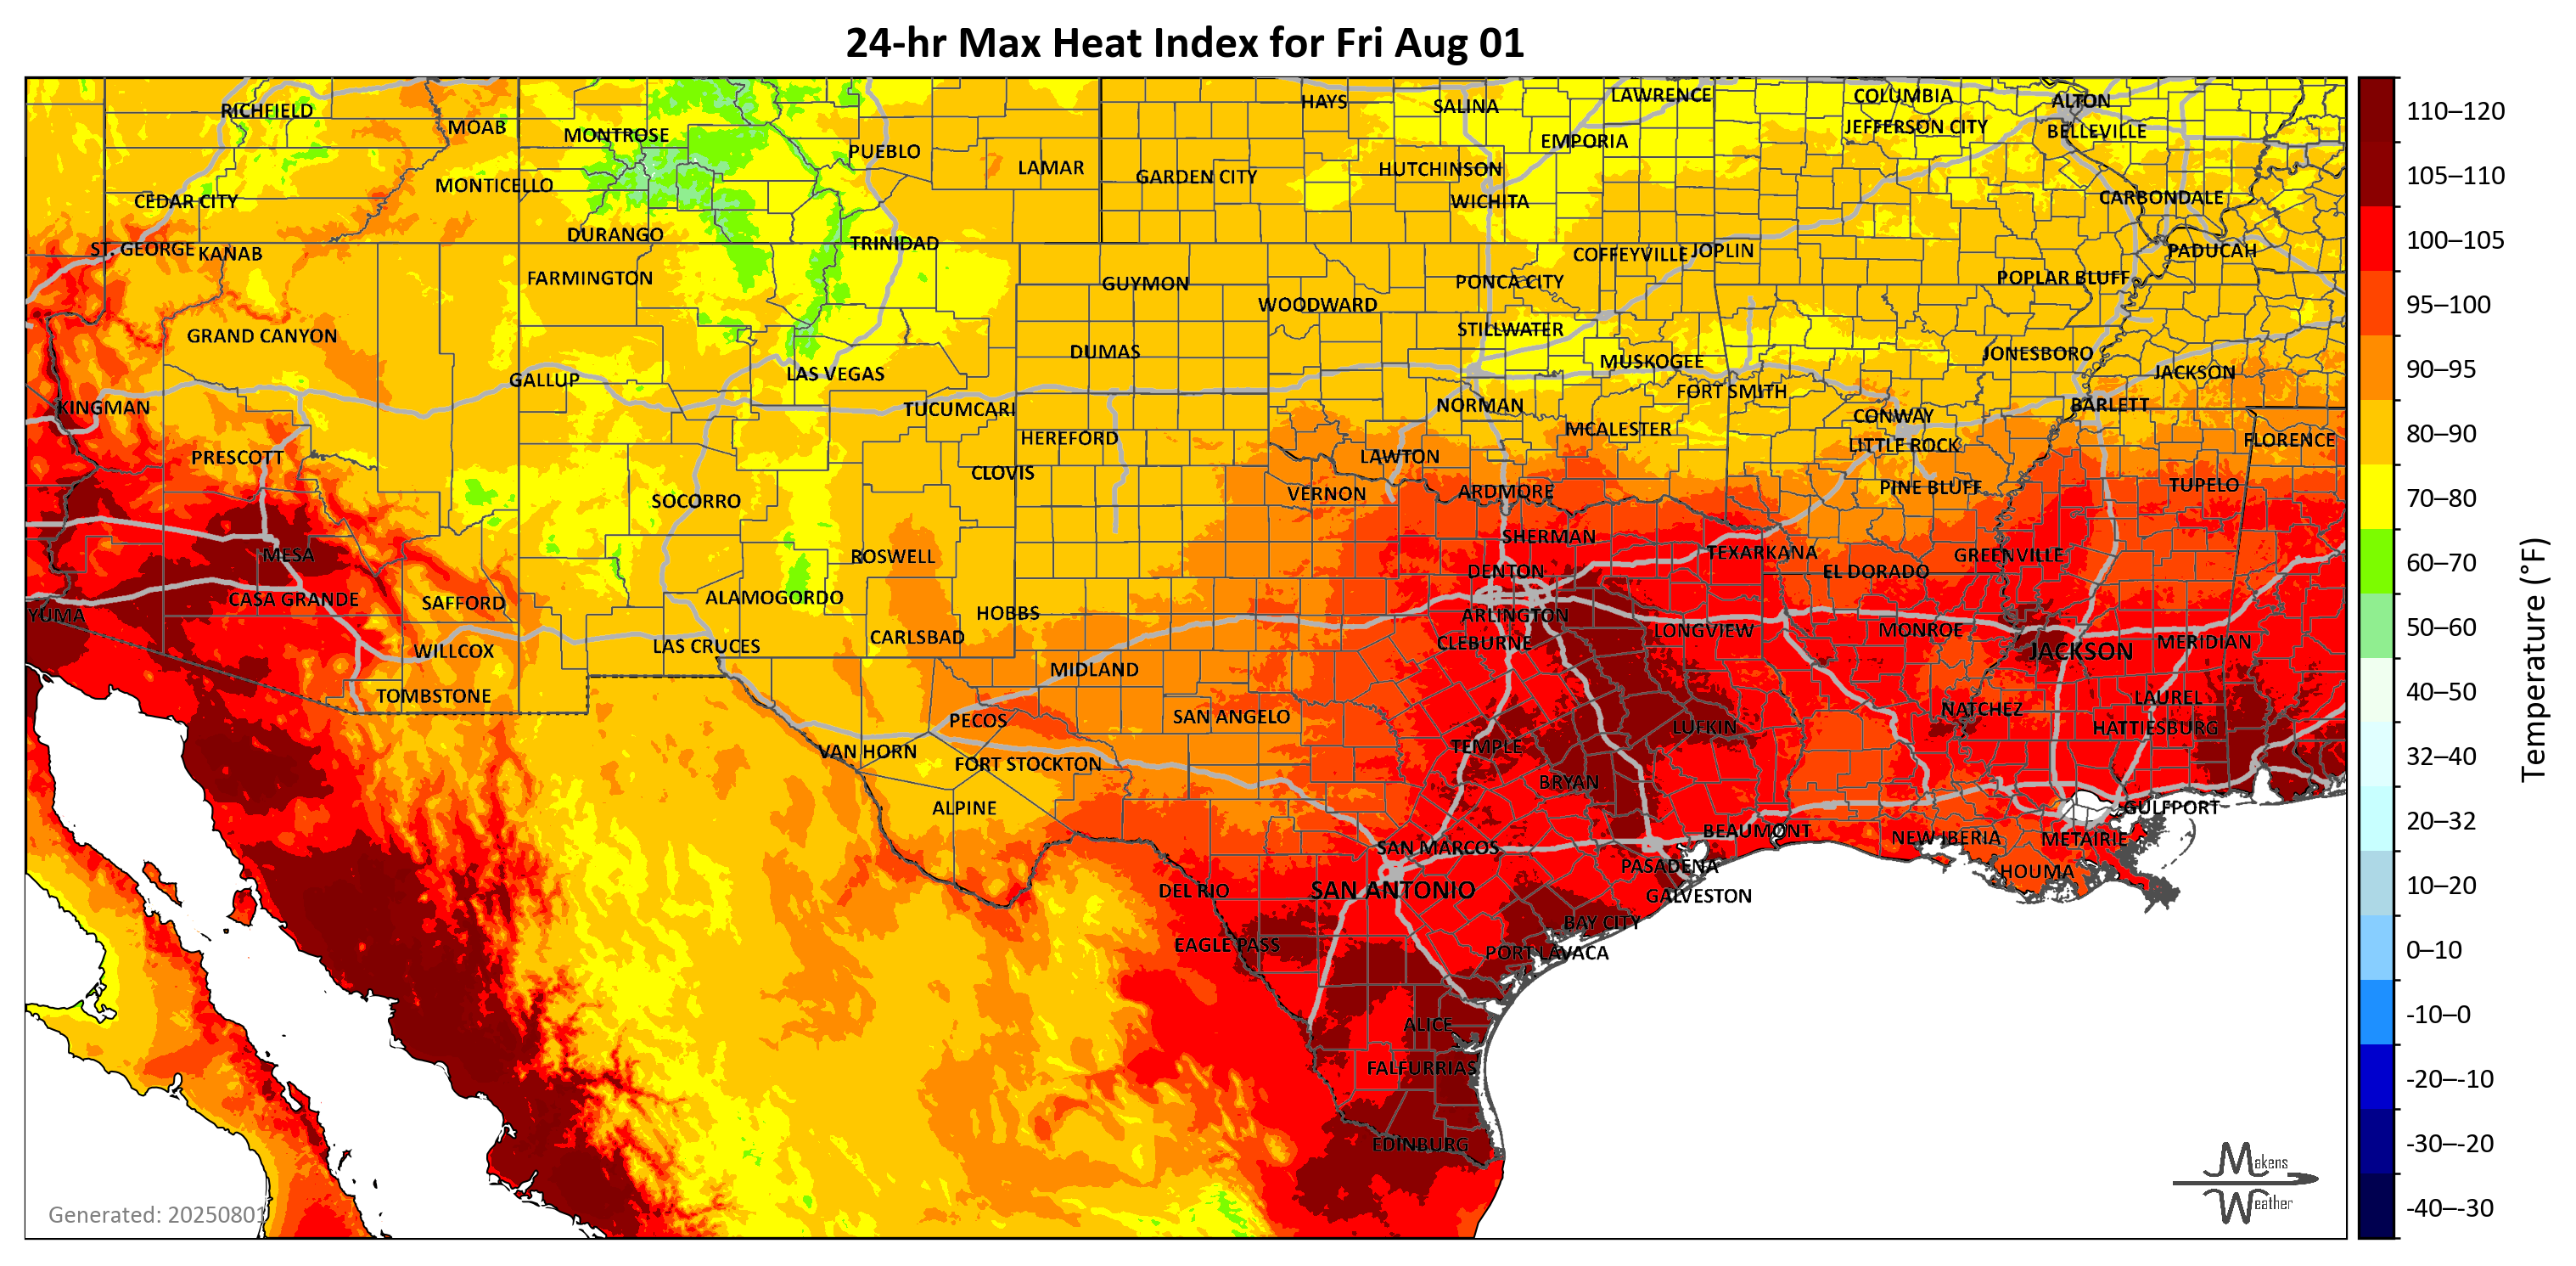 24-hr Max Heat Index for Fri Aug 01
RICHFIELD
MOAB
MONTROSE
PUEBLO
LAMAR
HAYS
SALINA
LAWRENCE
COLUMBIA
ALTON
EMPORIA
JEFFERSON CITY
BELLEVILLE
MONTICELLO
GARDEN CITY
HUTCHINSON
CEDAR CITY
WICHITA
CARBONDALE
DURANGO
TRINIDAD
ST. GEORGE
KANAB
COFFEYVILLE
JOPLIN
PADUCAH
FARMINGTON
GUYMON
PONCA CITY
POPLAR BLUFF
WOODWARD
GRAND CANYON
STILLWATER
DUMAS
MUSKOGEE
JONESBORO
GALLUP
LAS VEGAS
FORT SMITH
JACKSON
KINGMAN
TUCUMCARI
NORMAN
CONWAY
BARLETT
HEREFORD
MCALESTER
LITTLE ROCK
FLORENCE
PRESCOTT
CLOVIS
LAWTON
SOCORRO
VERNON
ARDMORE
PINE BLUFF
TUPELO
MESA
ROSWELL
SHERMAN
TEXARKANA
GREENVILLE
DENTON
EL DORADO
CASA GRANDE
SAFFORD
ALAMOGORDO
HOBBS
ARLINGTON
YUMA
CARLSBAD
CLEBURNE
LONGVIEW
MONROE
WILLCOX
LAS CRUCES
JACKSON
MERIDIAN
MIDLAND
TOMBSTONE
PECOS
SAN ANGELO
LUFKIN
NATCHEZ
LAUREL
HATTIESBURG
VAN HORN
FORT STOCKTON
TEMPLE
BRYAN
ALPINE
GULFPORT
SAN MARCOS
BEAUMONT
NEW IBERIA
METAIRIE
PASADENA
HOUMA
DEL RIO
SAN ANTONIO
GALVESTON
BAY CITY
EAGLE PASS
PORT LAVACA
ALICE
FALFURRIAS
EDINBURG
Generated: 20250801
Makens
Weather
110–120
105–110
100–105
95–100
90–95
80–90
70–80
60–70
50–60
40–50
32–40
20–32
10–20
0–10
-10–0
-20–-10
-30–-20
-40–-30
Temperature (°F)